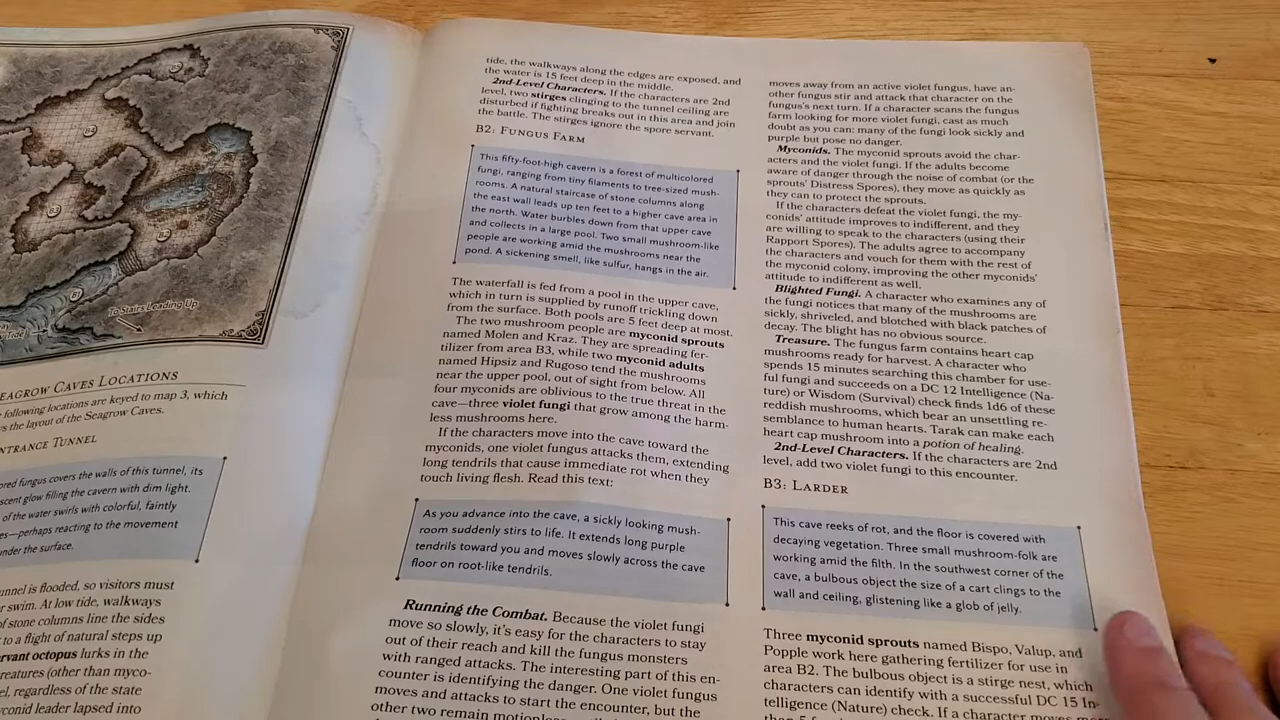 B5
B4
B3
B2
B1
To Stairs Leading Up
Tide)
EAGROW CAVES LOCATIONS
following locations are keyed to map 3, which
s the layout of the Seagrow Caves.
NTRANCE TUNNEL
ored fungus covers the walls of this tunnel, its
scent glow filling the cavern with dim light.
of the water swirls with colorful, faintly
es—perhaps reacting to the movement
under the surface.
unnel is flooded, so visitors must
r swim. At low tide, walkways
of stone columns line the sides
to a flight of natural steps up
ervant octopus lurks in the
reatures (other than myco-
el, regardless of the state
yconid leader lapsed into
tide, the walkways along the edges are exposed, and
the water is 15 feet deep in the middle.
2nd-Level Characters. If the characters are 2nd
level, two stirges clinging to the tunnel ceiling are
disturbed if fighting breaks out in this area and join
the battle. The stirges ignore the spore servant.
B2: FUNGUS FARM
This fifty-foot-high cavern is a forest of multicolored
fungi, ranging from tiny filaments to tree-sized mush-
rooms. A natural staircase of stone columns along
the east wall leads up ten feet to a higher cave area in
the north. Water burbles down from that upper cave
and collects in a large pool. Two small mushroom-like
people are working amid the mushrooms near the
pond. A sickening smell, like sulfur, hangs in the air.
The waterfall is fed from a pool in the upper cave,
which in turn is supplied by runoff trickling down
from the surface. Both pools are 5 feet deep at most.
The two mushroom people are myconid sprouts
named Molen and Kraz. They are spreading fer-
tilizer from area B3, while two myconid adults
named Hipsiz and Rugoso tend the mushrooms
near the upper pool, out of sight from below. All
four myconids are oblivious to the true threat in the
cave—three violet fungi that grow among the harm-
less mushrooms here.
If the characters move into the cave toward the
myconids, one violet fungus attacks them, extending
long tendrils that cause immediate rot when they
touch living flesh. Read this text:
As you advance into the cave, a sickly looking mush-
room suddenly stirs to life. It extends long purple
tendrils toward you and moves slowly across the cave
floor on root-like tendrils.
Running the Combat. Because the violet fungi
move so slowly, it's easy for the characters to stay
out of their reach and kill the fungus monsters
with ranged attacks. The interesting part of this en-
counter is identifying the danger. One violet fungus
moves and attacks to start the encounter, but the
other two remain motionless
moves away from an active violet fungus, have an-
other fungus stir and attack that character on the
fungus's next turn. If a character scans the fungus
farm looking for more violet fungi, cast as much
doubt as you can: many of the fungi look sickly and
purple but pose no danger.
Myconids. The myconid sprouts avoid the char-
acters and the violet fungi. If the adults become
aware of danger through the noise of combat (or the
sprouts' Distress Spores), they move as quickly as
they can to protect the sprouts.
If the characters defeat the violet fungi, the my-
conids' attitude improves to indifferent, and they
are willing to speak to the characters (using their
Rapport Spores). The adults agree to accompany
the characters and vouch for them with the rest of
the myconid colony, improving the other myconids'
attitude to indifferent as well.
Blighted Fungi. A character who examines any of
the fungi notices that many of the mushrooms are
sickly, shriveled, and blotched with black patches of
decay. The blight has no obvious source.
Treasure. The fungus farm contains heart cap
mushrooms ready for harvest. A character who
spends 15 minutes searching this chamber for use-
ful fungi and succeeds on a DC 12 Intelligence (Na-
ture) or Wisdom (Survival) check finds 1d6 of these
reddish mushrooms, which bear an unsettling re-
semblance to human hearts. Tarak can make each
heart cap mushroom into a potion of healing.
2nd-Level Characters. If the characters are 2nd
level, add two violet fungi to this encounter.
B3: LARDER
This cave reeks of rot, and the floor is covered with
decaying vegetation. Three small mushroom-folk are
working amid the filth. In the southwest corner of the
cave, a bulbous object the size of a cart clings to the
wall and ceiling, glistening like a glob of jelly.
Three myconid sprouts named Bispo, Valup, and
Popple work here gathering fertilizer for use in
area B2. The bulbous object is a stirge nest, which
characters can identify with a successful DC 15 In-
telligence (Nature) check. If a character moves